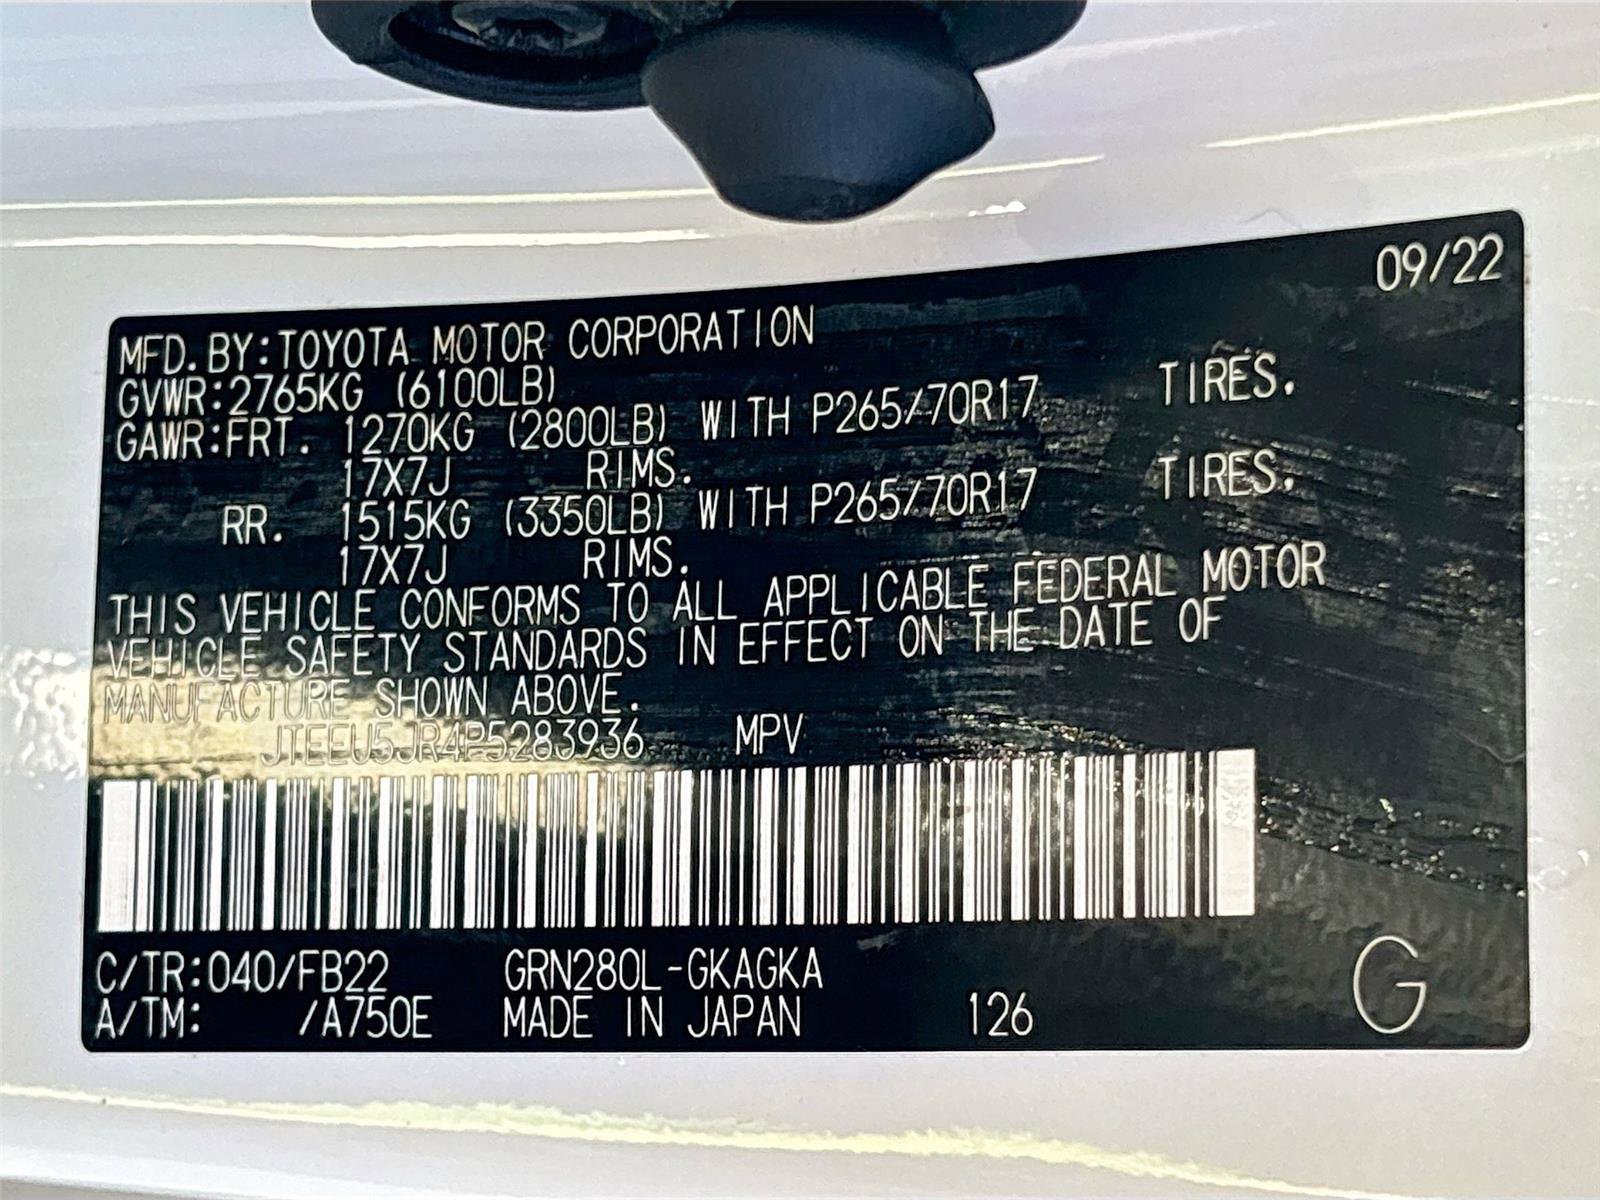 09/22
MFD. BY:TOYOTA MOTOR CORPORATION
GVWR:2765KG (6100LB)
GAWR:FRT. 1270KG (2800LB) WITH P265/70R17 TIRES.
17X7J RIMS.
RR. 1515KG (3350LB) WITH P265/70R17 TIRES.
17X7J RIMS.
THIS VEHICLE CONFORMS TO ALL APPLICABLE FEDERAL MOTOR
VEHICLE SAFETY STANDARDS IN EFFECT ON THE DATE OF
MANUFACTURE SHOWN ABOVE.
JTEEU5JR4P5283936 MPV
C/TR:040/FB22 GRN280L-GKAGKA
A/TM: /A750E MADE IN JAPAN 126 G